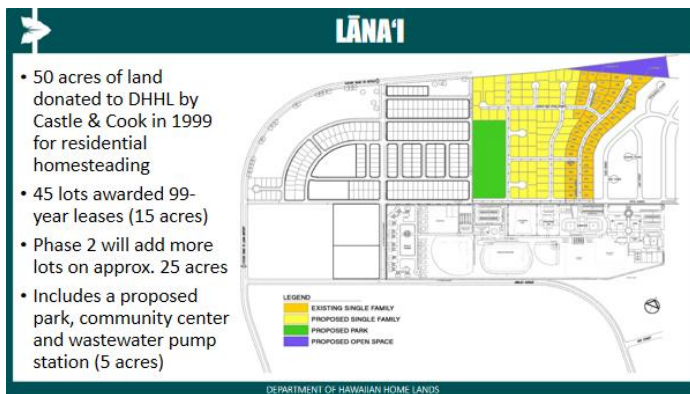 LĀNAʻI
• 50 acres of land
donated to DHHL by
Castle & Cook in 1999
for residential
homesteading
• 45 lots awarded 99-
year leases (15 acres)
• Phase 2 will add more
lots on approx. 25 acres
• Includes a proposed
park, community center
and wastewater pump
station (5 acres)
LEGEND
EXISTING SINGLE FAMILY
PROPOSED SINGLE FAMILY
PROPOSED PARK
PROPOSED OPEN SPACE
DEPARTMENT OF HAWAIIAN HOME LANDS